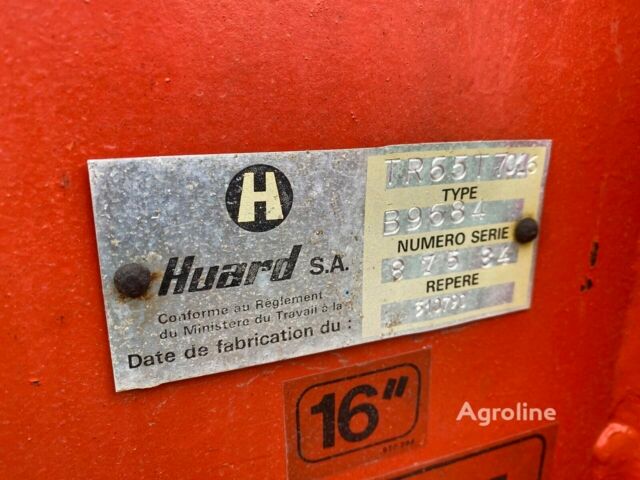 H
Huard S.A.
Conforme au Règlement
du Ministère du Travail à la
Date de fabrication du :
TR65T
TYPE
B9684
NUMERO SERIE
8 75 84
REPERE
16"
Agroline